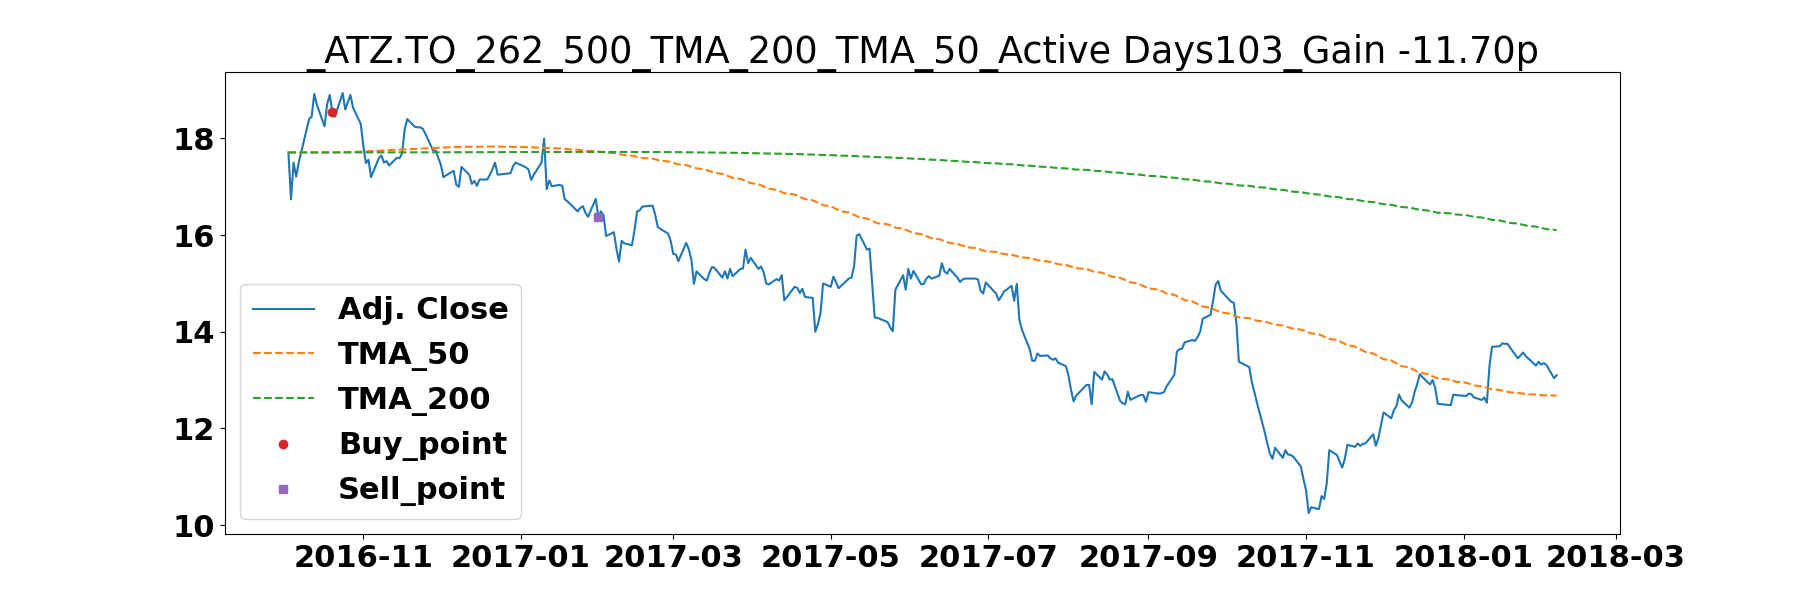 _ATZ.TO_262_500_TMA_200_TMA_50_Active Days103_Gain -11.70p
18
16
14
12
10
Adj. Close
TMA_50
TMA_200
Buy_point
Sell_point
2016-11 2017-01 2017-03 2017-05 2017-07 2017-09 2017-11 2018-01 2018-03